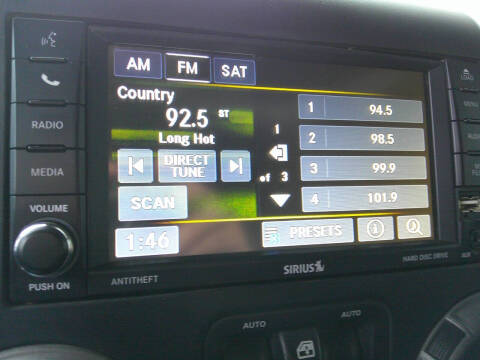 AM FM SAT
LOAD
Country
92.5 ST
Long Hot
DIRECT TUNE
SCAN
1:46
1
of 3
1 94.5
2 98.5
3 99.9
4 101.9
PRESETS
RADIO
MEDIA
VOLUME
PUSH ON
MENU
ANTITHEFT
SIRIUS
HARD DISC DRIVE
AUX
AUTO
AUTO